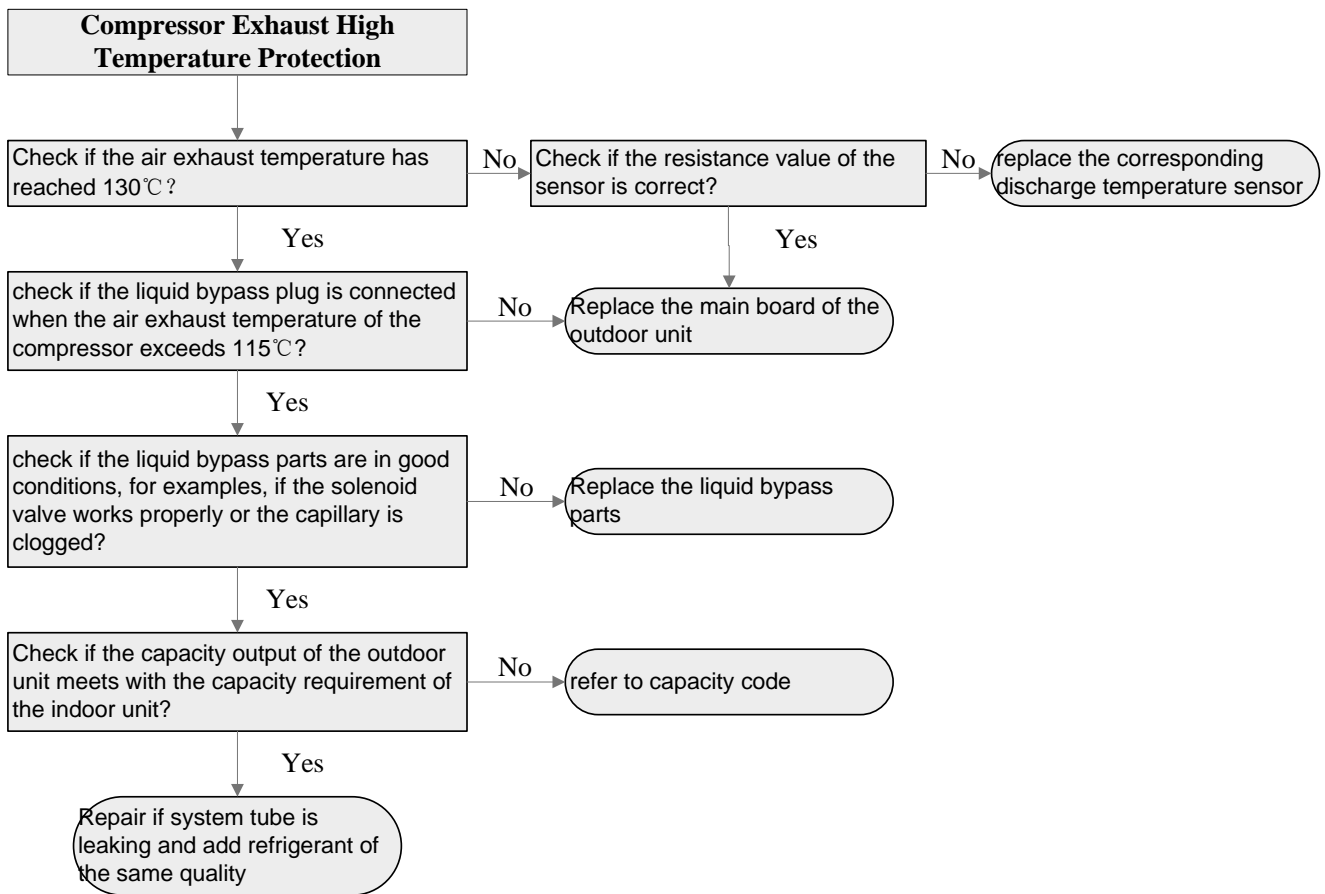 Compressor Exhaust High
Temperature Protection
Check if the air exhaust temperature has
reached 130℃？
No
Check if the resistance value of the
sensor is correct?
No
replace the corresponding
discharge temperature sensor
Yes
Yes
check if the liquid bypass plug is connected
when the air exhaust temperature of the
compressor exceeds 115℃?
No
Replace the main board of the
outdoor unit
Yes
check if the liquid bypass parts are in good
conditions, for examples, if the solenoid
valve works properly or the capillary is
clogged?
No
Replace the liquid bypass
parts
Yes
Check if the capacity output of the outdoor
unit meets with the capacity requirement of
the indoor unit?
No
refer to capacity code
Yes
Repair if system tube is
leaking and add refrigerant of
the same quality